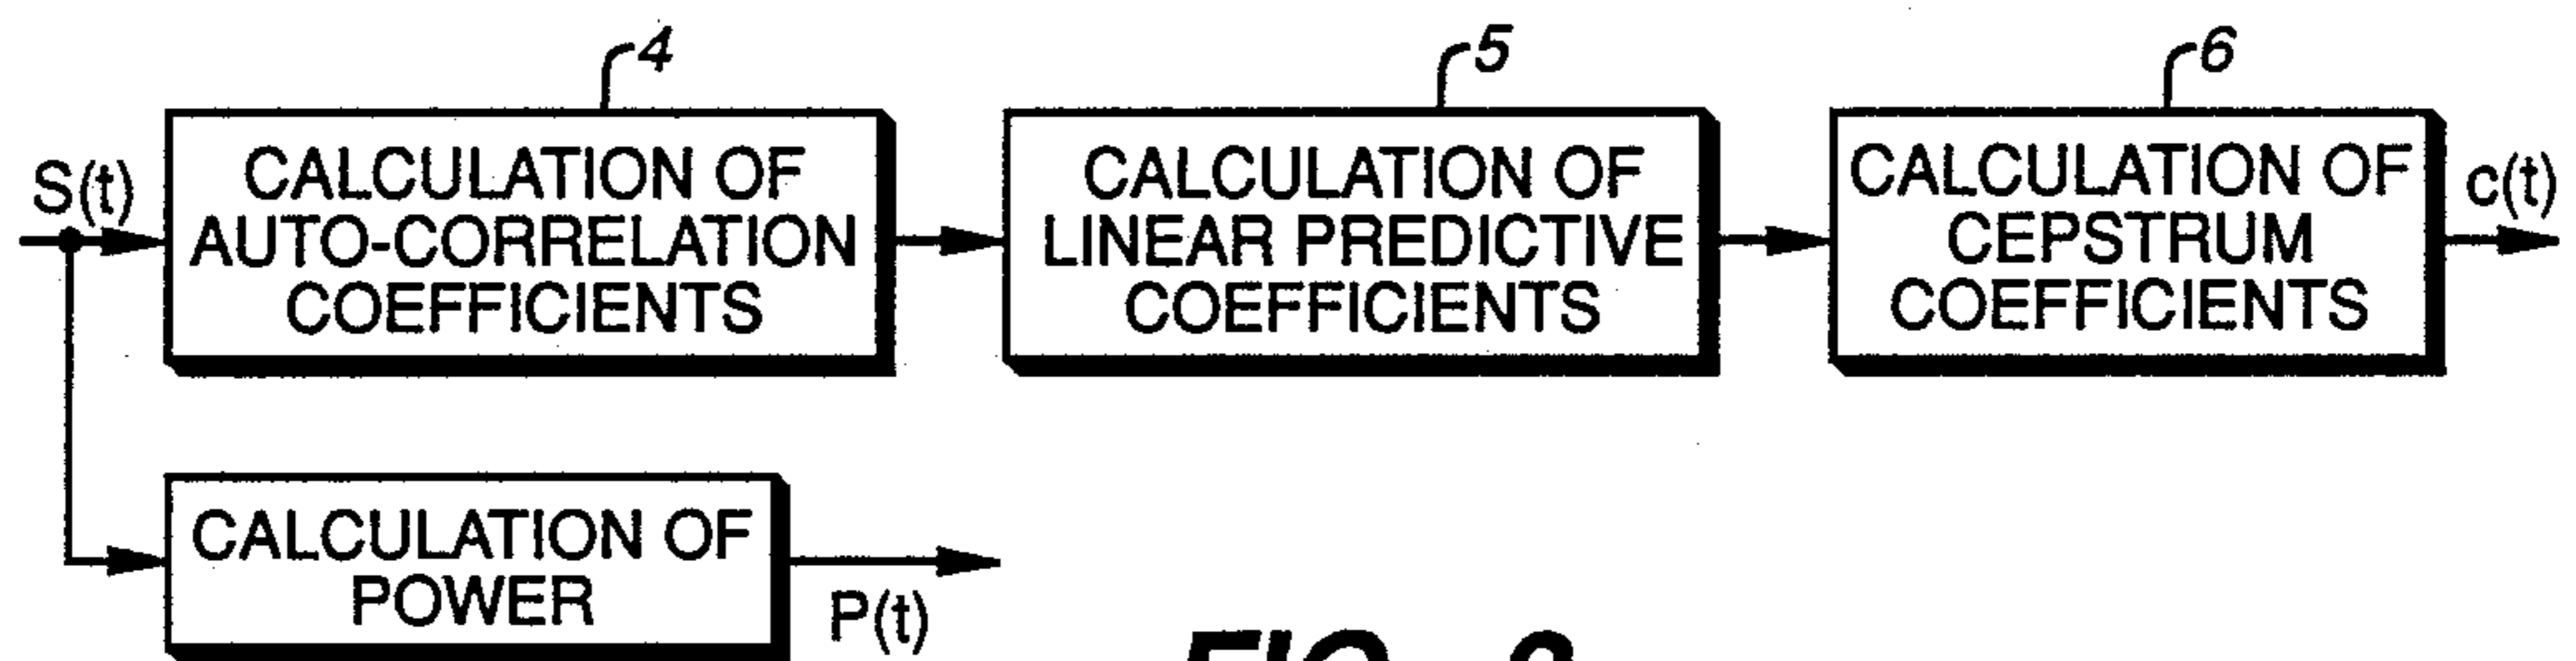 4
5
6
S(t)
CALCULATION OF
AUTO-CORRELATION
COEFFICIENTS
CALCULATION OF
LINEAR PREDICTIVE
COEFFICIENTS
CALCULATION OF
CEPSTRUM
COEFFICIENTS
c(t)
CALCULATION OF
POWER
P(t)
FIG.